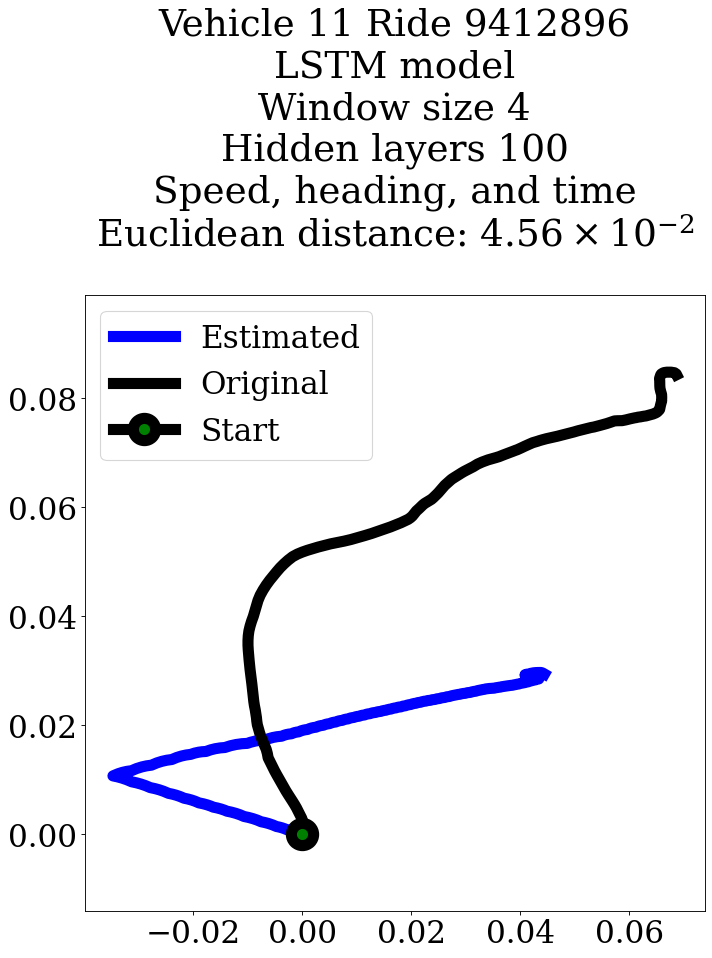 Vehicle 11 Ride 9412896
LSTM model
Window size 4
Hidden layers 100
Speed, heading, and time
Euclidean distance: 4.56 × 10⁻²
Estimated
Original
Start
0.08
0.06
0.04
0.02
0.00
−0.02 0.00 0.02 0.04 0.06